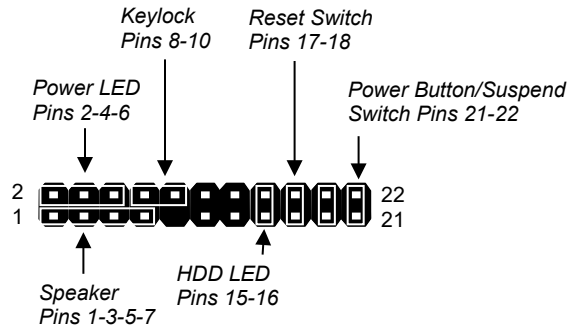 Keylock
Pins 8-10
Reset Switch
Pins 17-18
Power LED
Pins 2-4-6
Power Button/Suspend
Switch Pins 21-22
2
22
1
21
Speaker
Pins 1-3-5-7
HDD LED
Pins 15-16